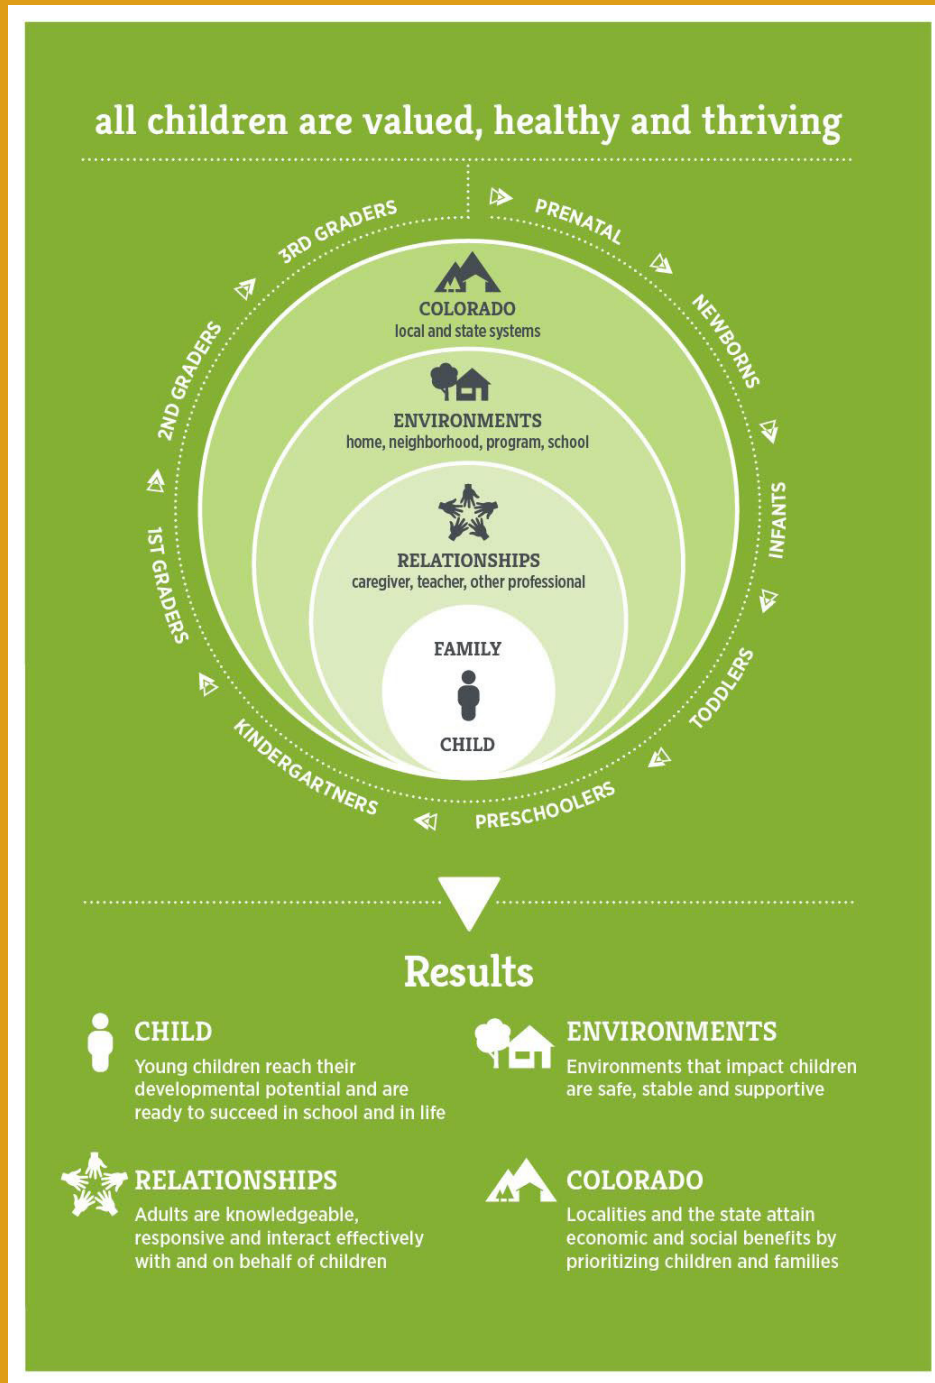 all children are valued, healthy and thriving
PRENATAL
NEWBORNS
INFANTS
TODDLERS
PRESCHOOLERS
KINDERGARTNERS
1ST GRADERS
2ND GRADERS
3RD GRADERS
COLORADO
local and state systems
ENVIRONMENTS
home, neighborhood, program, school
RELATIONSHIPS
caregiver, teacher, other professional
FAMILY
CHILD
Results
CHILD
Young children reach their
developmental potential and are
ready to succeed in school and in life
ENVIRONMENTS
Environments that impact children
are safe, stable and supportive
RELATIONSHIPS
Adults are knowledgeable,
responsive and interact effectively
with and on behalf of children
COLORADO
Localities and the state attain
economic and social benefits by
prioritizing children and families